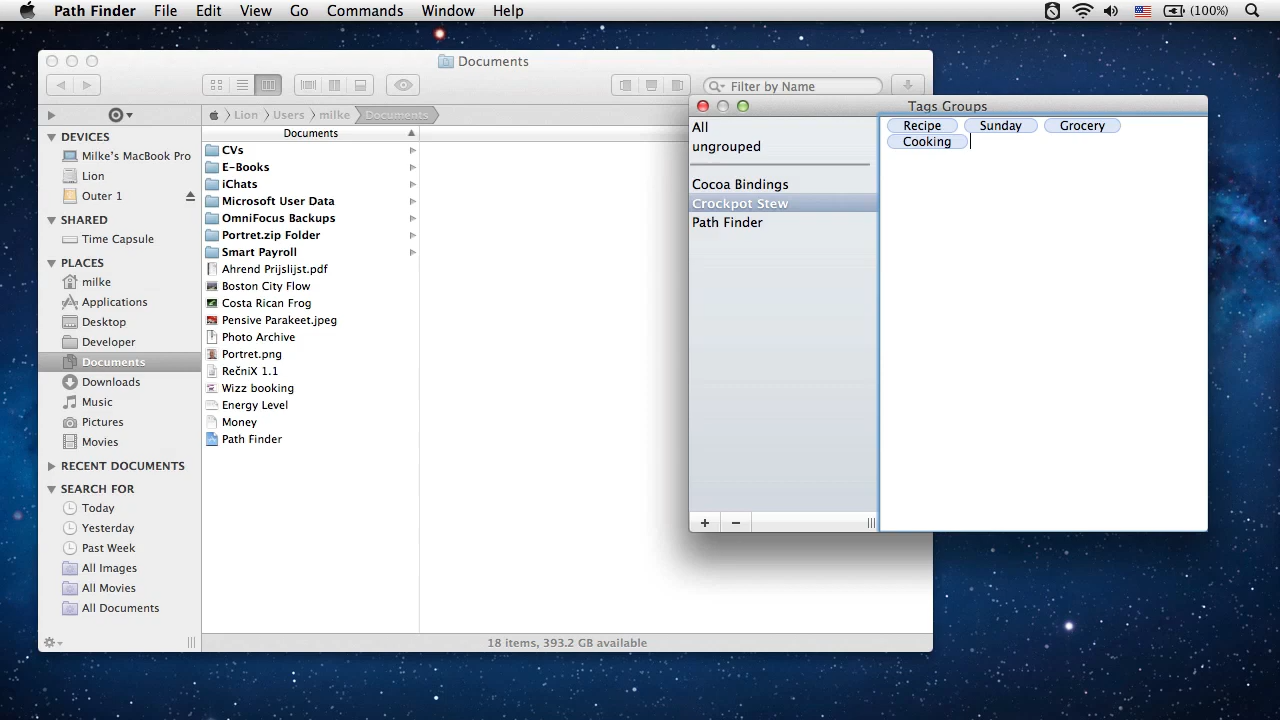 Path Finder File Edit View Go Milkmands Window Help (100%)
Documents
Filter by Name
Lion Users milke Documents
Documents
DEVICES
Milke's MacBook Pro
Lion
Outer 1
SHARED
Time Capsule
PLACES
milke
Applications
Desktop
Developer
Documents
Downloads
Music
Pictures
Movies
RECENT DOCUMENTS
SEARCH FOR
Today
Yesterday
Past Week
All Images
All Movies
All Documents
CVs
E-Books
iChats
Microsoft User Data
OmniFocus Backups
Portret.zip Folder
Smart Payroll
Ahrend Prijslijst.pdf
Boston City Flow
Costa Rican Frog
Pensive Parakeet.jpeg
Photo Archive
Portret.png
RečniX 1.1
Wizz booking
Energy Level
Money
Path Finder
18 items, 393.2 GB available
Tags Groups
All
ungrouped
Cocoa Bindings
Crockpot Stew
Path Finder
Recipe Sunday Grocery
Cooking